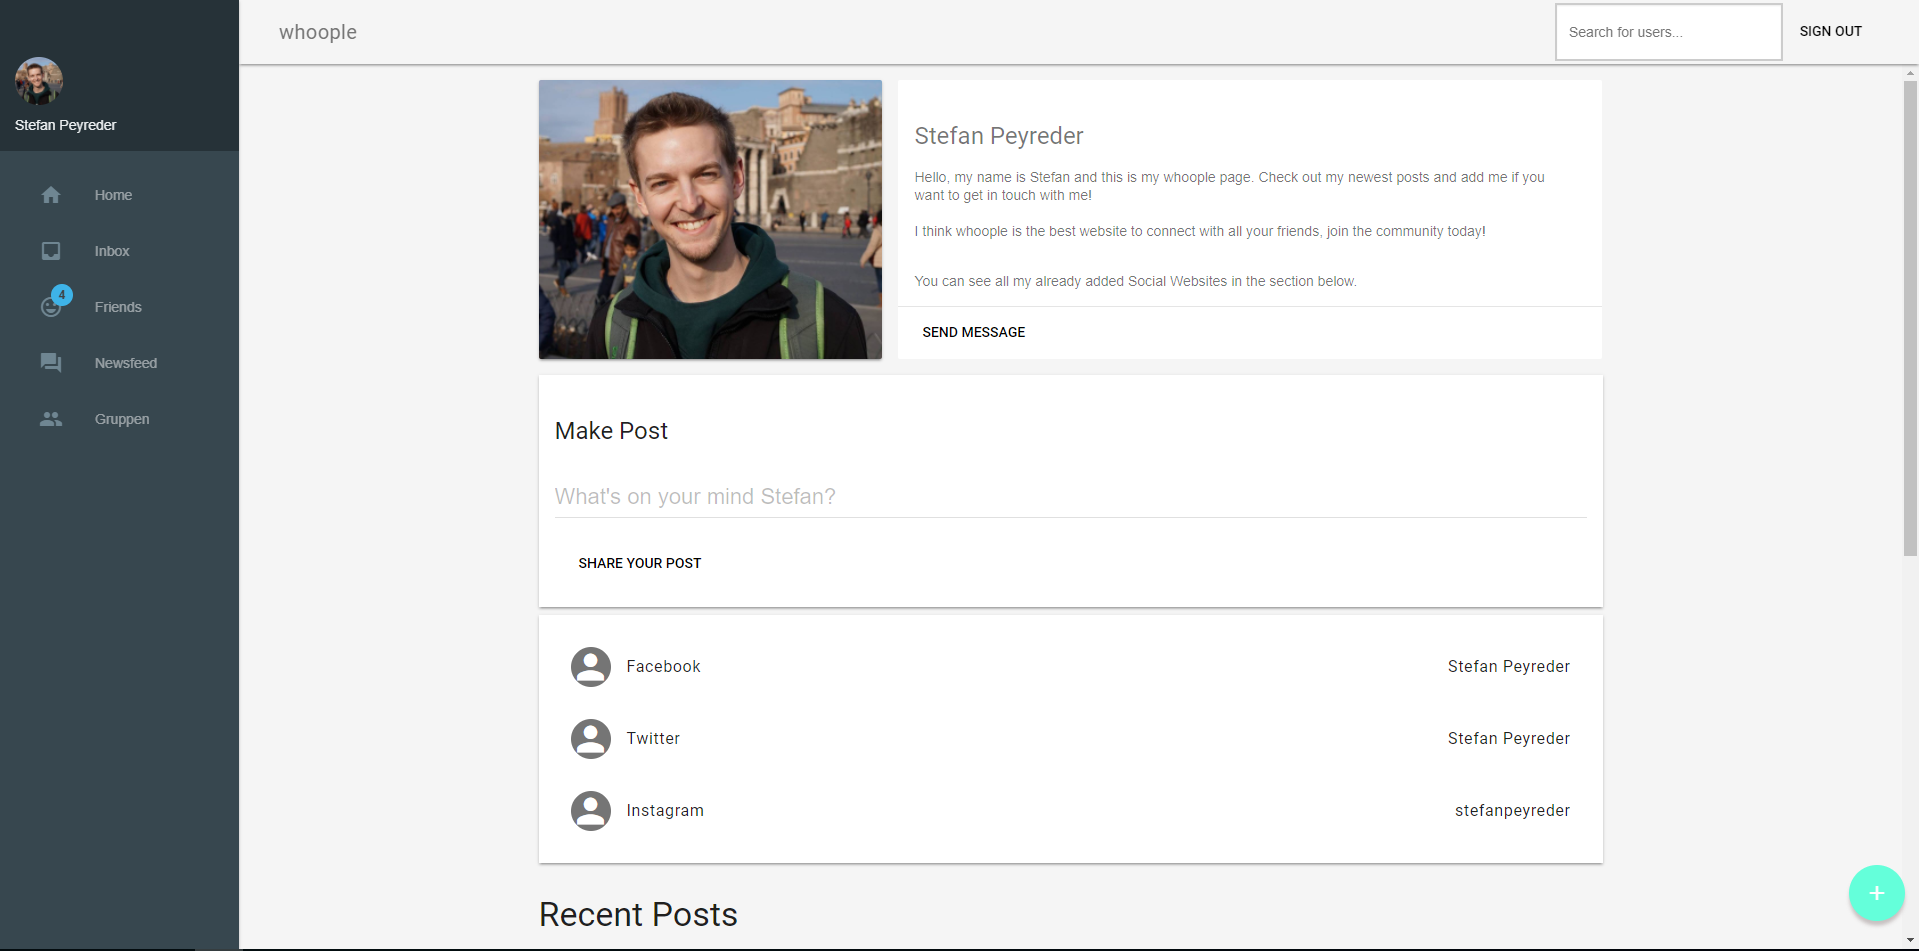 whoople
Search for users...
SIGN OUT
Stefan Peyreder
Home
Inbox
4
Friends
Newsfeed
Gruppen
Stefan Peyreder
Hello, my name is Stefan and this is my whoople page. Check out my newest posts and add me if you
want to get in touch with me!
I think whoople is the best website to connect with all your friends, join the community today!
You can see all my already added Social Websites in the section below.
SEND MESSAGE
Make Post
What's on your mind Stefan?
SHARE YOUR POST
Facebook
Stefan Peyreder
Twitter
Stefan Peyreder
Instagram
stefanpeyreder
Recent Posts
+